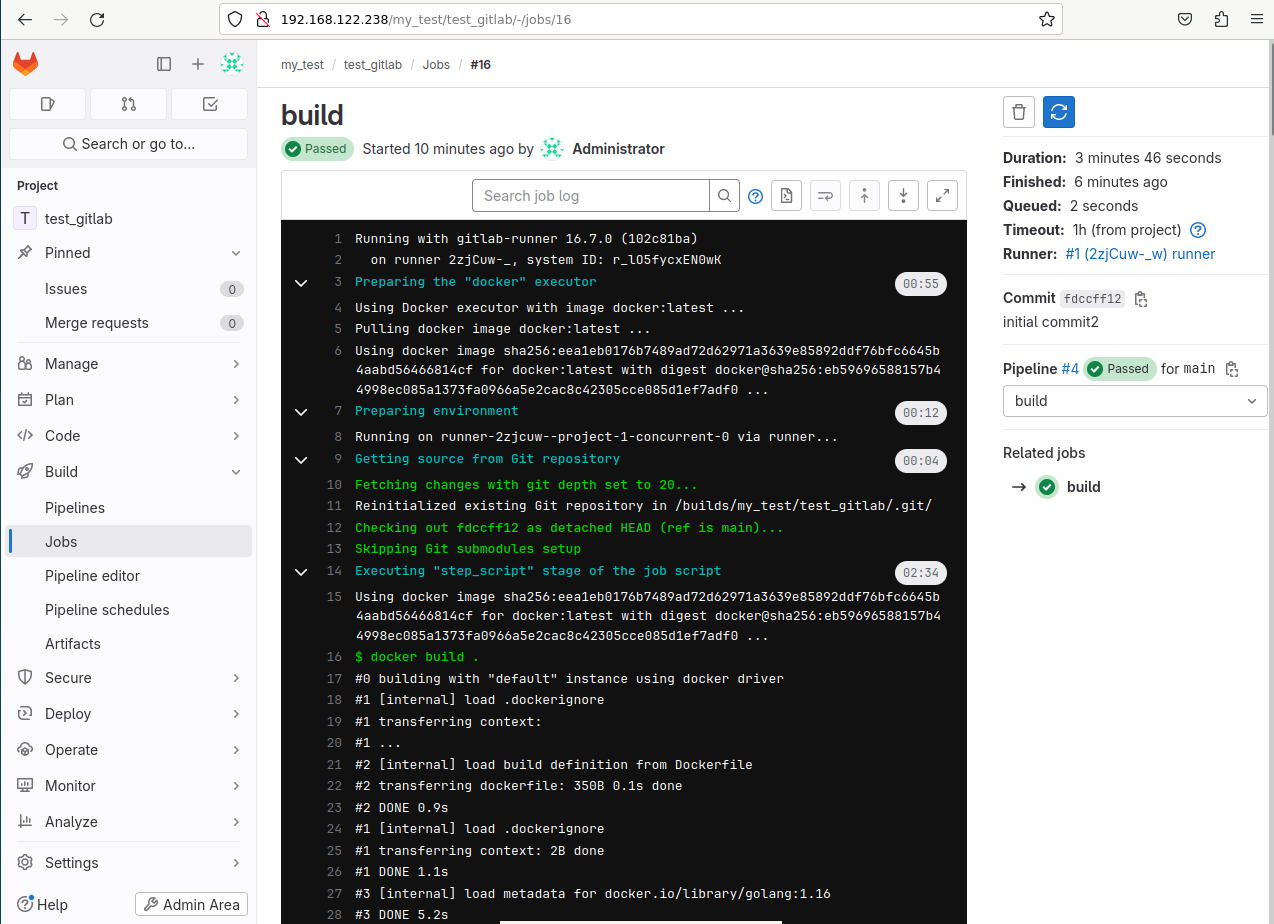 192.168.122.238/my_test/test_gitlab/-/jobs/16
my_test / test_gitlab / Jobs / #16
Search or go to...
Project
T test_gitlab
Pinned
Issues 0
Merge requests 0
Manage
Plan
Code
Build
Pipelines
Jobs
Pipeline editor
Pipeline schedules
Artifacts
Secure
Deploy
Operate
Monitor
Analyze
Settings
Help
Admin Area
build
Passed Started 10 minutes ago by Administrator
Search job log
1 Running with gitlab-runner 16.7.0 (102c81ba)
2 on runner 2zjCuw-_, system ID: r_lO5fycxEN0wK
3 Preparing the "docker" executor 00:55
4 Using Docker executor with image docker:latest ...
5 Pulling docker image docker:latest ...
6 Using docker image sha256:eea1eb0176b7489ad72d62971a3639e85892ddf76bfc6645b
4aabd56466814cf for docker:latest with digest docker@sha256:eb59696588157b4
4998ec085a1373fa0966a5e2cac8c42305cce085d1ef7adf0 ...
7 Preparing environment 00:12
8 Running on runner-2zjcuw--project-1-concurrent-0 via runner...
9 Getting source from Git repository 00:04
10 Fetching changes with git depth set to 20...
11 Reinitialized existing Git repository in /builds/my_test/test_gitlab/.git/
12 Checking out fdccff12 as detached HEAD (ref is main)...
13 Skipping Git submodules setup
14 Executing "step_script" stage of the job script 02:34
15 Using docker image sha256:eea1eb0176b7489ad72d62971a3639e85892ddf76bfc6645b
4aabd56466814cf for docker:latest with digest docker@sha256:eb59696588157b4
4998ec085a1373fa0966a5e2cac8c42305cce085d1ef7adf0 ...
16 $ docker build .
17 #0 building with "default" instance using docker driver
18 #1 [internal] load .dockerignore
19 #1 transferring context:
20 #1 ...
21 #2 [internal] load build definition from Dockerfile
22 #2 transferring dockerfile: 350B 0.1s done
23 #2 DONE 0.9s
24 #1 [internal] load .dockerignore
25 #1 transferring context: 2B done
26 #1 DONE 1.1s
27 #3 [internal] load metadata for docker.io/library/golang:1.16
28 #3 DONE 5.2s
Duration: 3 minutes 46 seconds
Finished: 6 minutes ago
Queued: 2 seconds
Timeout: 1h (from project)
Runner: #1 (2zjCuw-_w) runner
Commit fdccff12
initial commit2
Pipeline #4 Passed for main
build
Related jobs
→ build